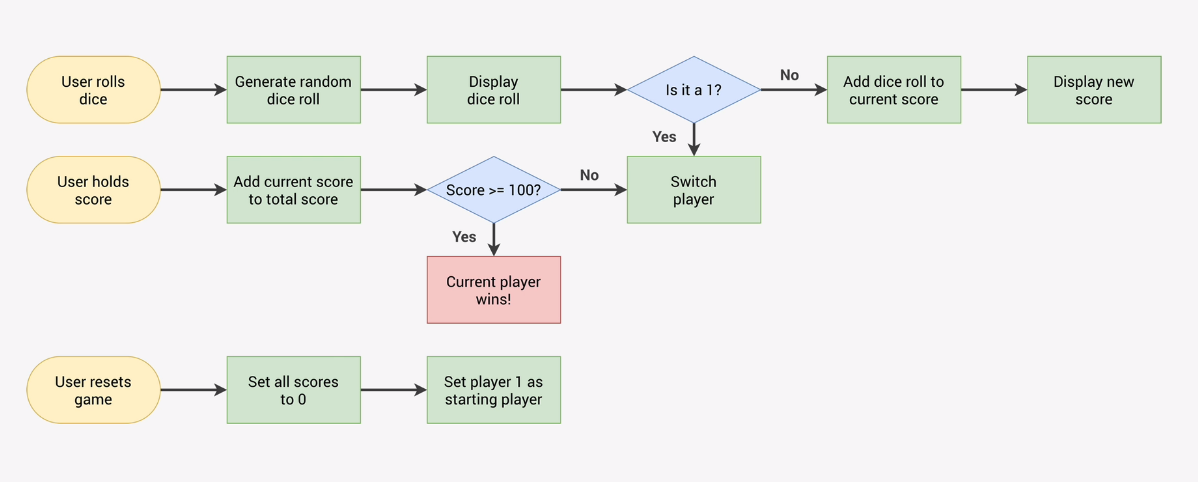 User rolls
dice
Generate random
dice roll
Display
dice roll
Is it a 1?
No
Add dice roll to
current score
Display new
score
Yes
User holds
score
Add current score
to total score
Score >= 100?
No
Switch
player
Yes
Current player
wins!
User resets
game
Set all scores
to 0
Set player 1 as
starting player